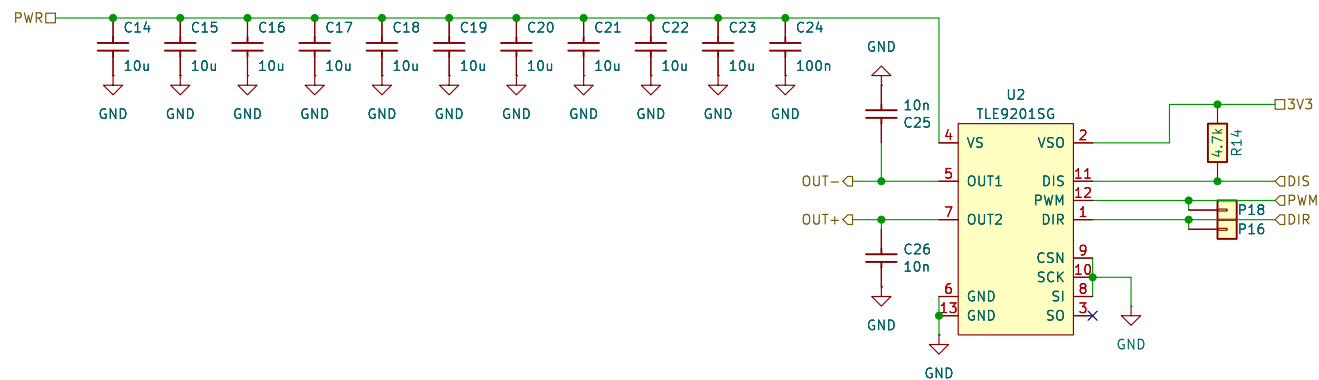 PWR
C14 C15 C16 C17 C18 C19 C20 C21 C22 C23 C24
10u 10u 10u 10u 10u 10u 10u 10u 10u 10u 100n
GND GND GND GND GND GND GND GND GND GND GND
GND
10n
C25
OUT-
OUT+
C26
10n
GND
U2
TLE9201SG
4 VS VSO 2
5 OUT1 DIS 11
PWM 12
7 OUT2 DIR 1
CSN 9
SCK 10
6 GND SI 8
13 GND SO 3
GND
GND
3V3
4.7k
R14
DIS
PWM
P18
DIR
P16